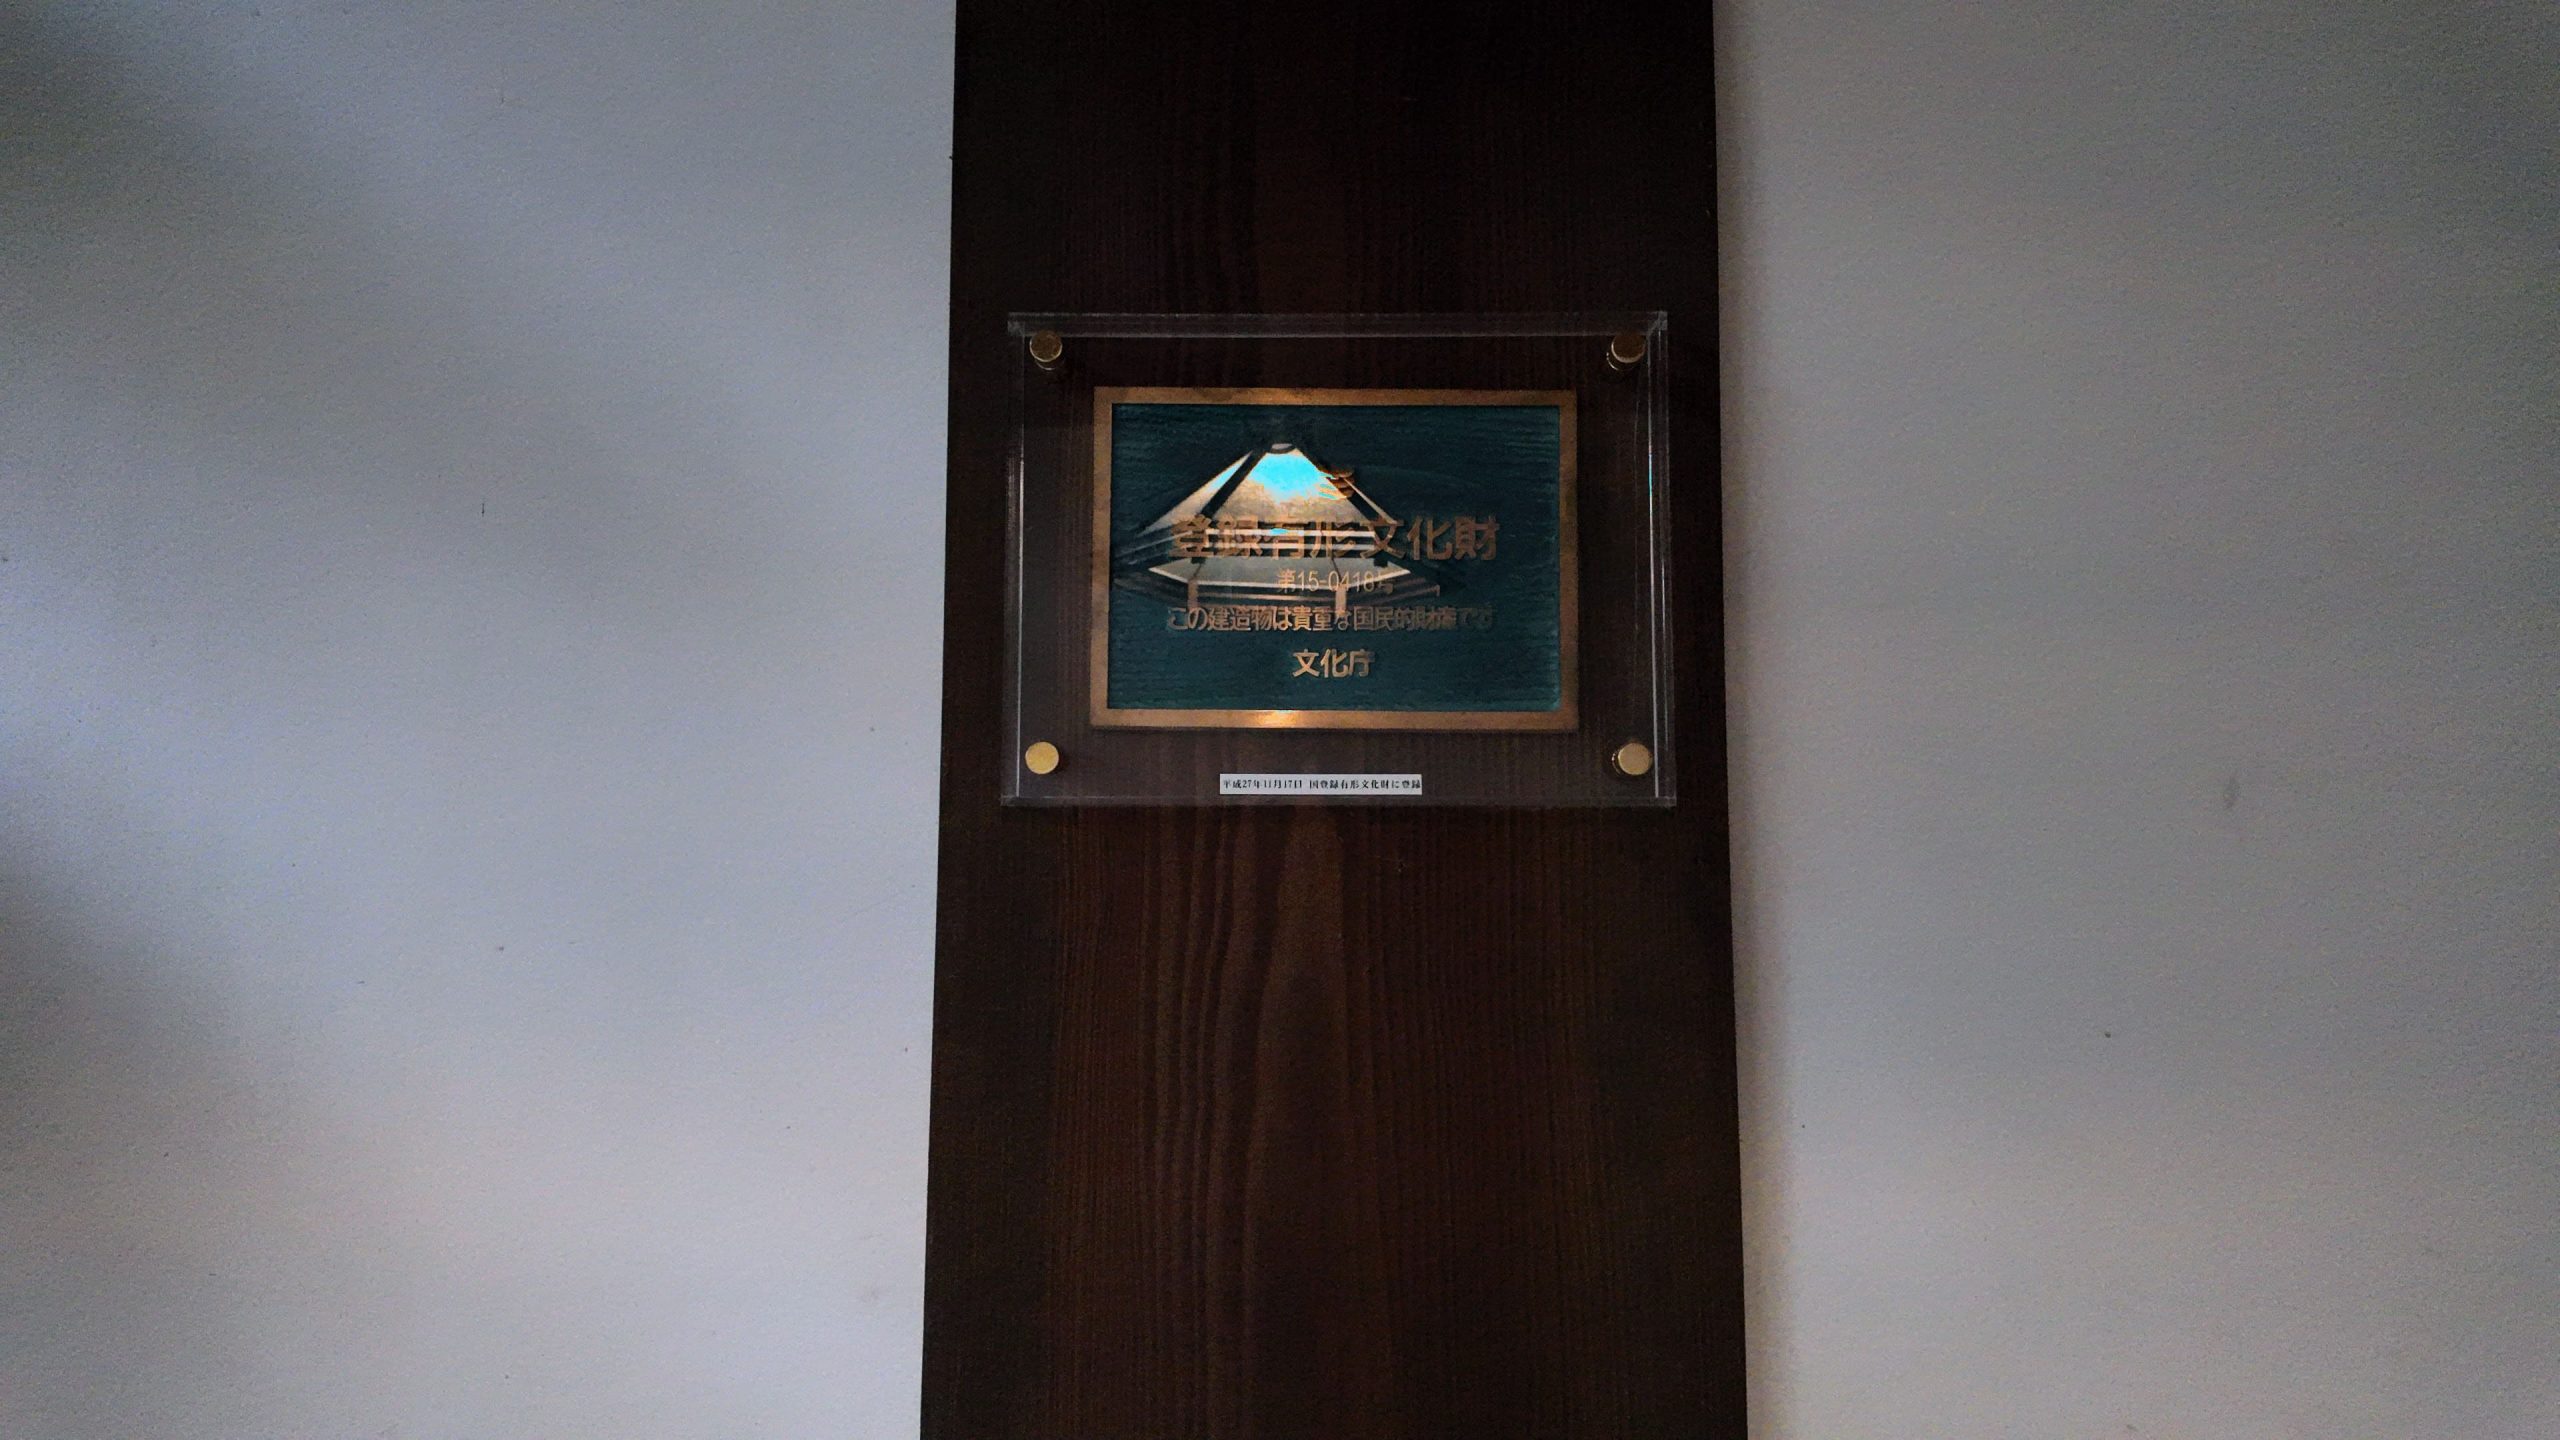 登録有形文化財
第15-0418号
この建造物は貴重な国民的財産です
文化庁
平成27年11月17日 国登録有形文化財に登録